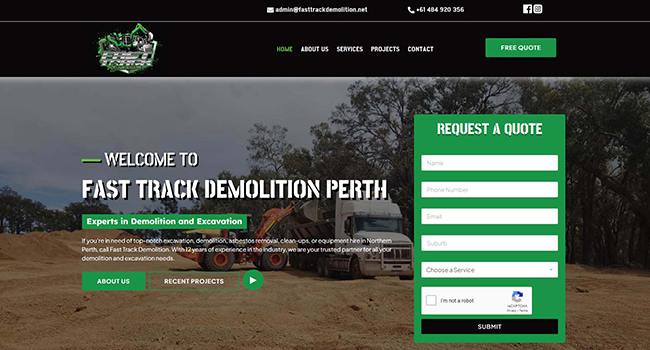 admin@fasttrackdemolition.net
+61 484 920 356
FAST
TRACK
HOME ABOUT US SERVICES PROJECTS CONTACT
FREE QUOTE
WELCOME TO
FAST TRACK DEMOLITION PERTH
Experts in Demolition and Excavation
If you're in need of top-notch excavation, demolition, asbestos removal, clean-ups, or equipment hire in Northern
Perth, call Fast Track Demolition. With 12 years of experience in the industry, we are your trusted partner for all your
demolition and excavation needs.
ABOUT US
RECENT PROJECTS
REQUEST A QUOTE
Name
Phone Number
Email
Suburb
Choose a Service
I'm not a robot
reCAPTCHA
Privacy - Terms
SUBMIT